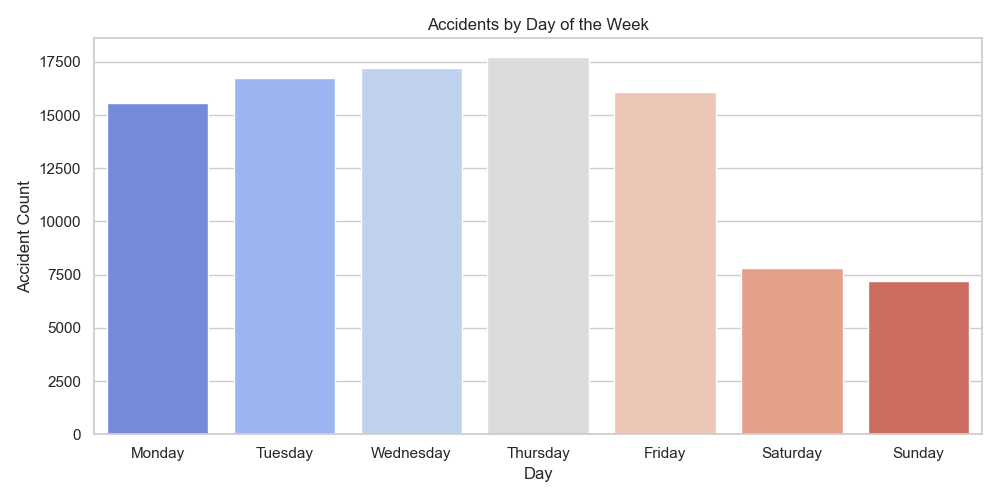 Accidents by Day of the Week
Accident Count
17500
15000
12500
10000
7500
5000
2500
0
Monday Tuesday Wednesday Thursday Friday Saturday Sunday
Day